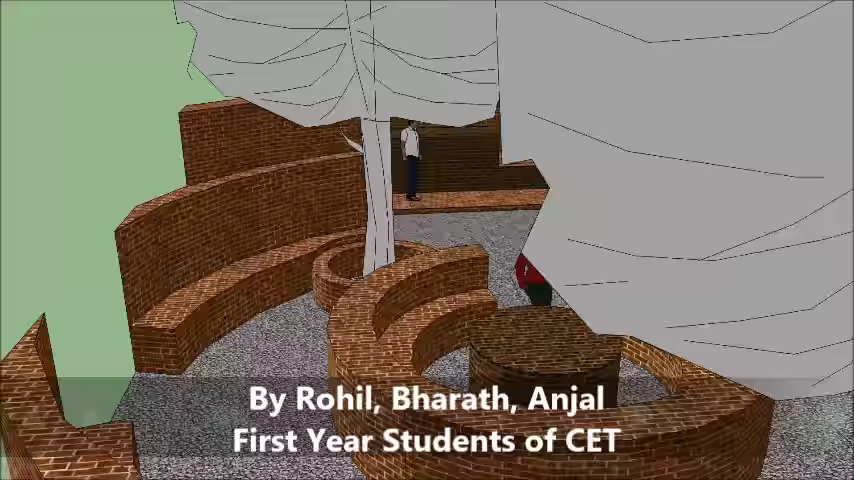 By Rohil, Bharath, Anjal
First Year Students of CET